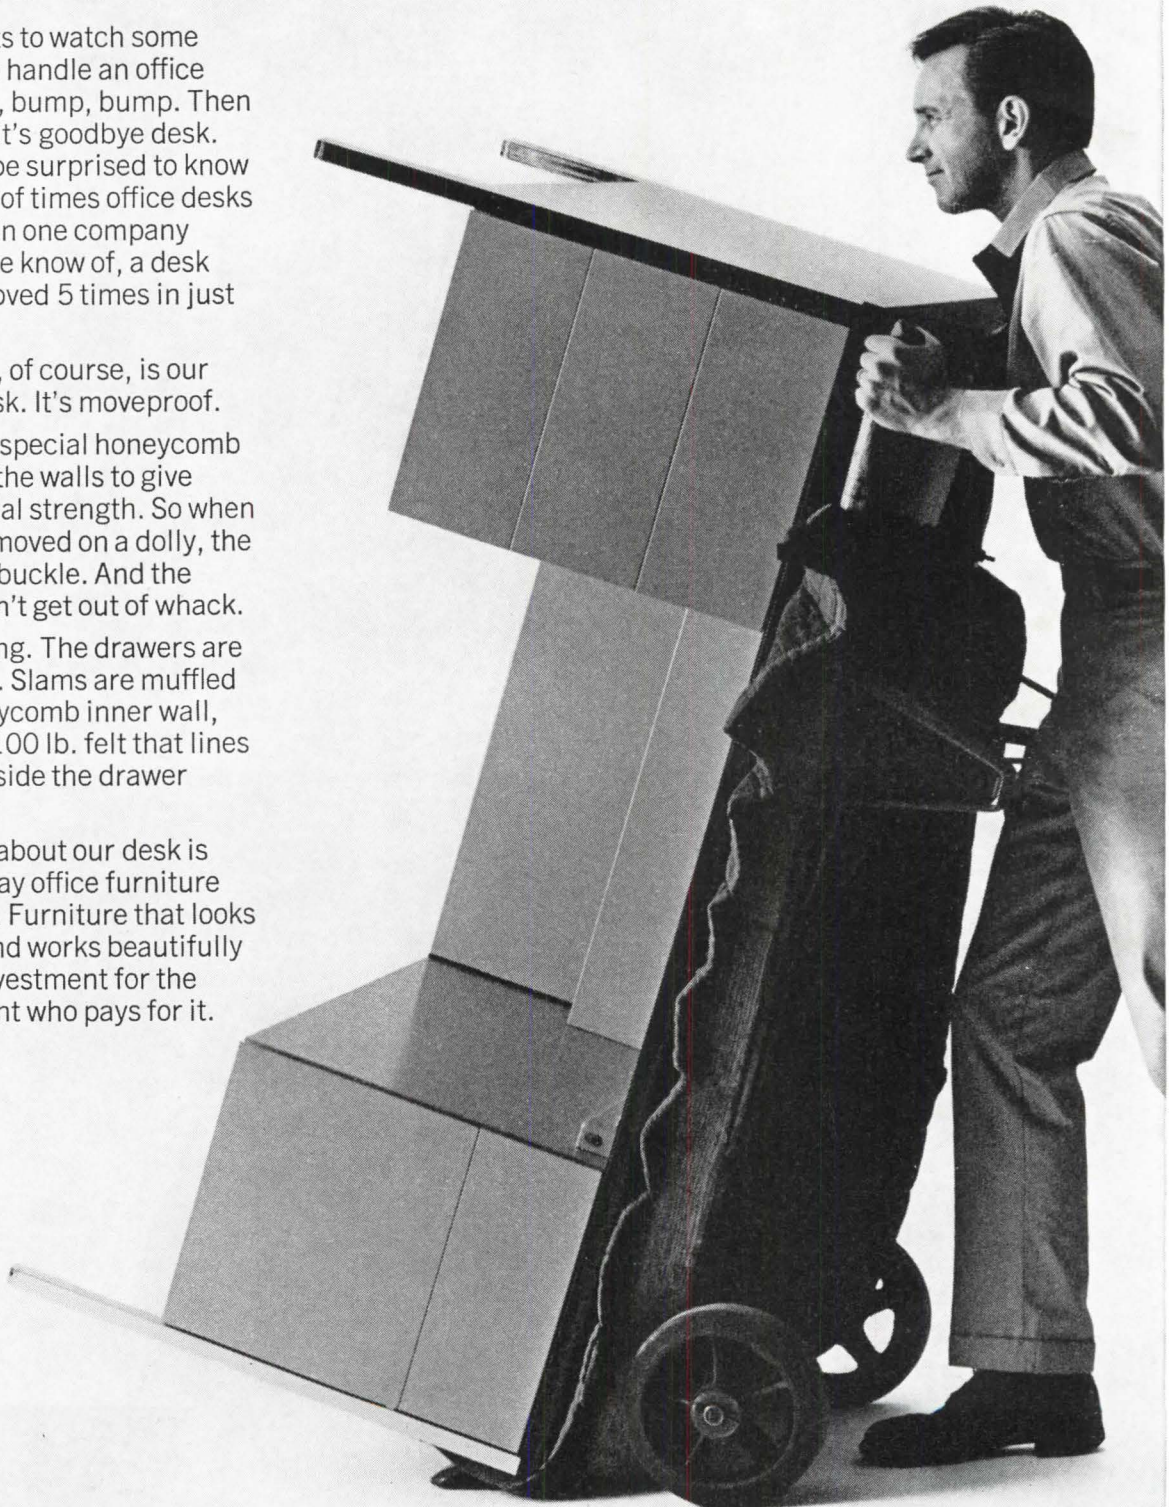 s to watch some
handle an office
, bump, bump. Then
t's goodbye desk.
be surprised to know
of times office desks
n one company
e know of, a desk
oved 5 times in just
, of course, is our
sk. It's moveproof.
special honeycomb
the walls to give
al strength. So when
moved on a dolly, the
buckle. And the
n't get out of whack.
ng. The drawers are
. Slams are muffled
ycomb inner wall,
100 lb. felt that lines
side the drawer
about our desk is
ay office furniture
. Furniture that looks
nd works beautifully
vestment for the
nt who pays for it.